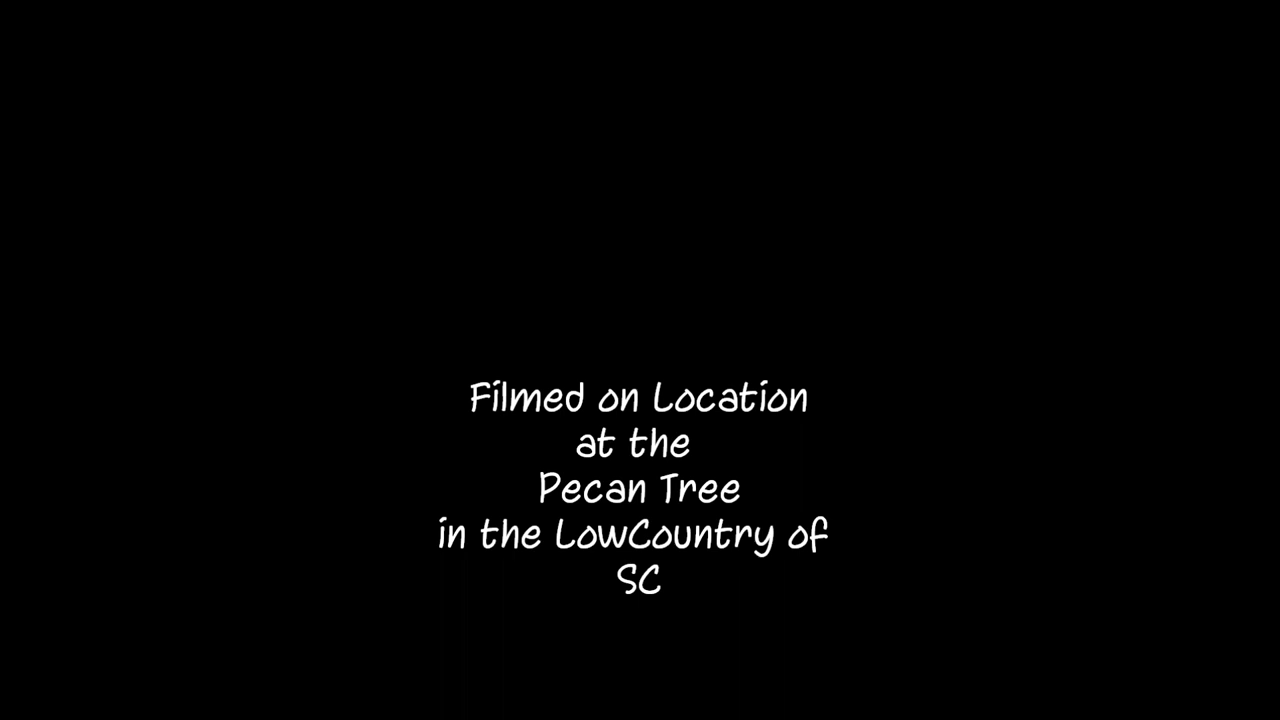 Filmed on Location
at the
Pecan Tree
in the LowCountry of
SC